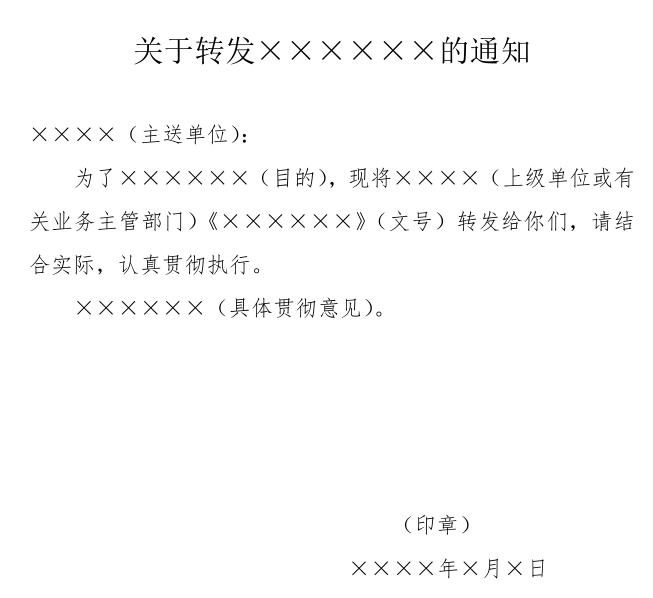 关于转发××××××的通知
××××（主送单位）：
为了××××××（目的），现将××××（上级单位或有
关业务主管部门）《××××××》（文号）转发给你们，请结
合实际，认真贯彻执行。
××××××（具体贯彻意见）。
（印章）
××××年×月×日